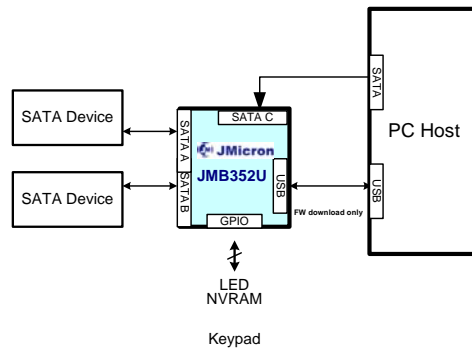 SATA Device
SATA Device
SATA A
SATA B
SATA C
JMicron
JMB352U
USB
GPIO
FW download only
SATA
USB
PC Host
LED
NVRAM
Keypad